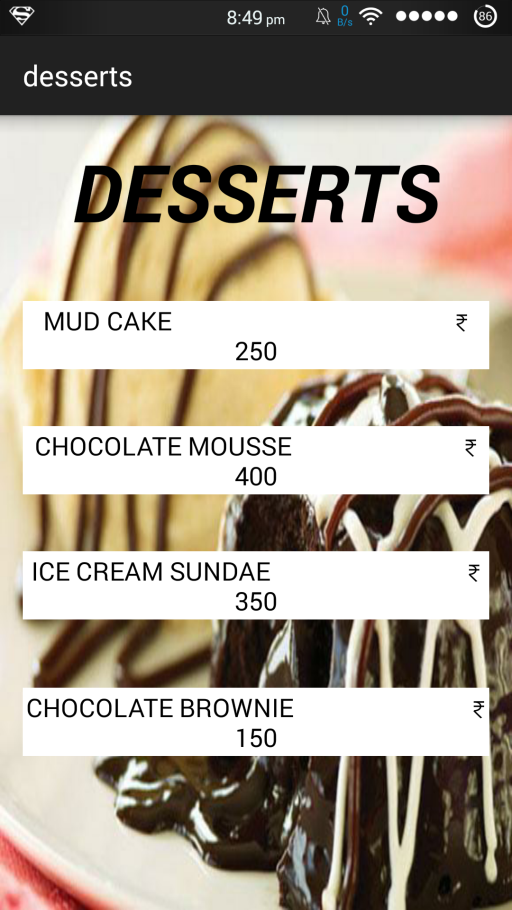 8:49 pm 0 B/s 86
desserts
DESSERTS
MUD CAKE ₹
250
CHOCOLATE MOUSSE ₹
400
ICE CREAM SUNDAE ₹
350
CHOCOLATE BROWNIE ₹
150